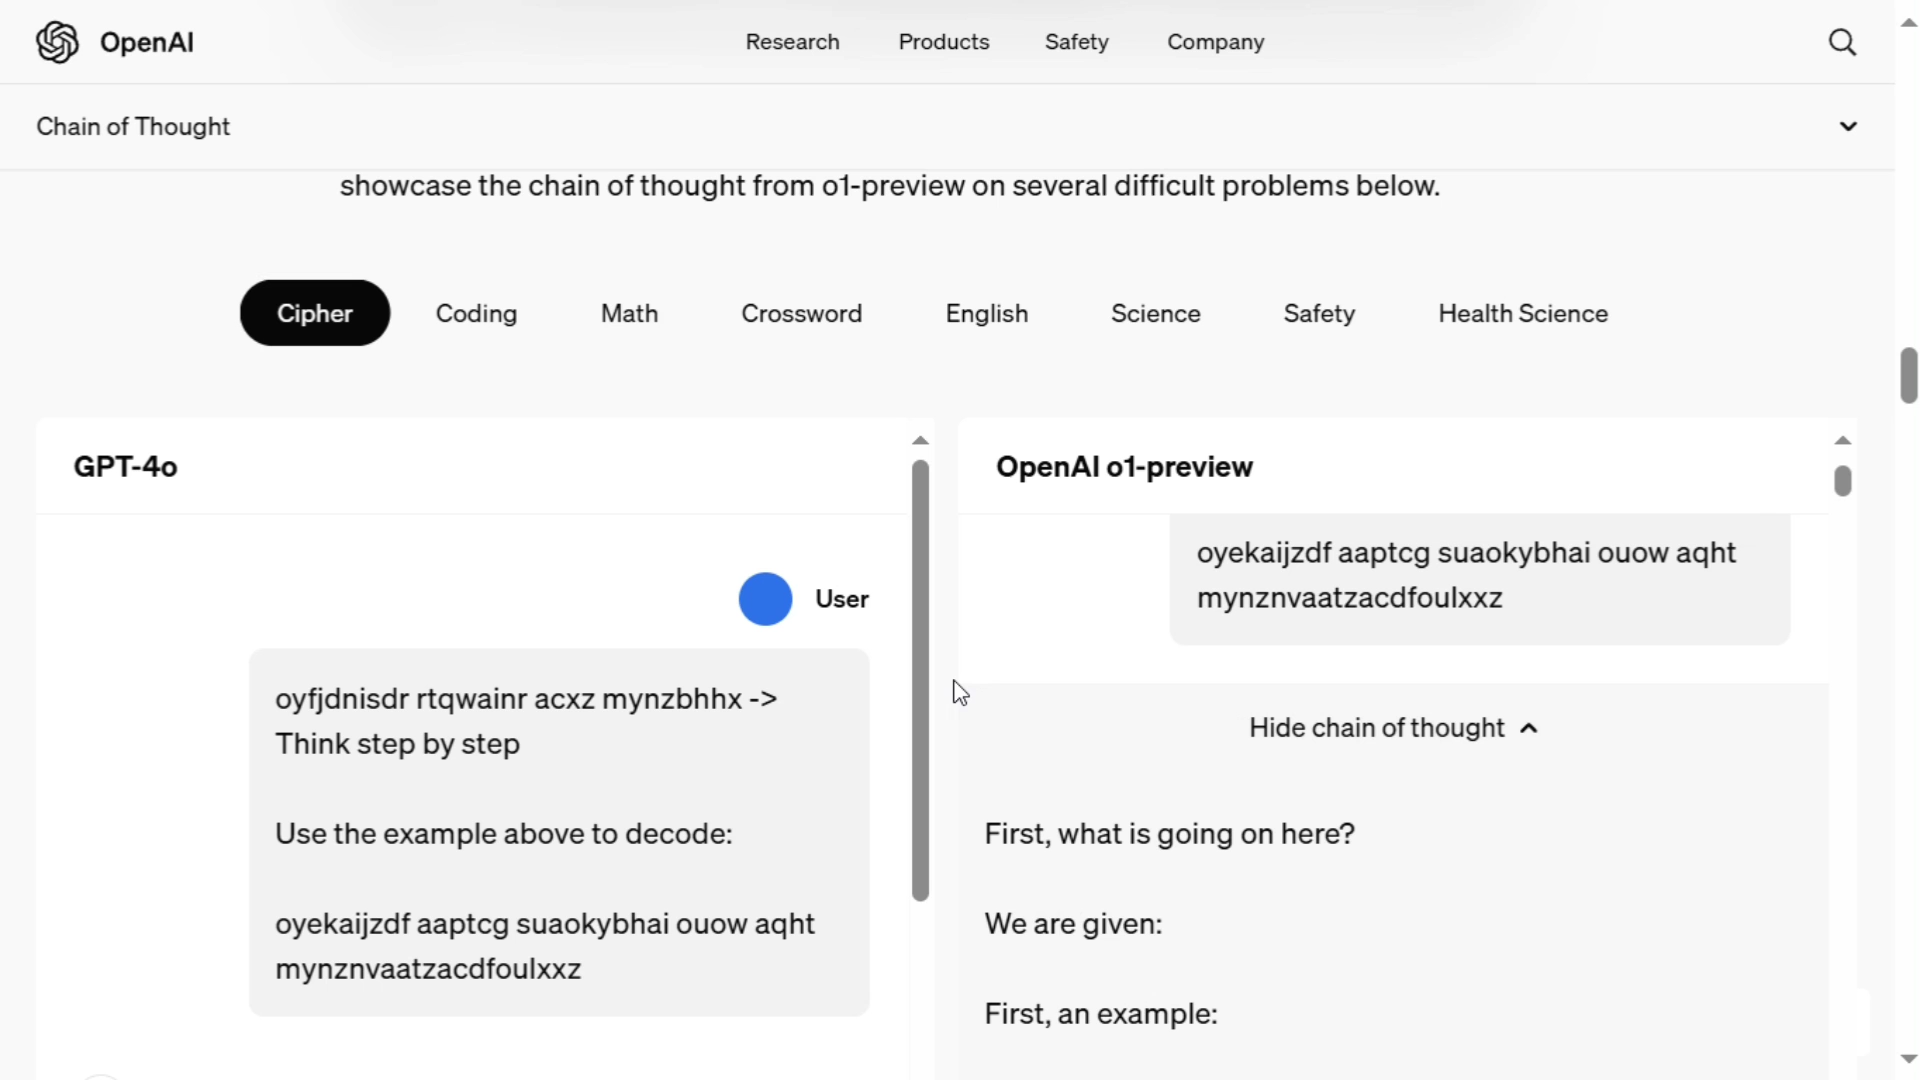 OpenAI
Research Products Safety Company
Chain of Thought
showcase the chain of thought from o1-preview on several difficult problems below.
Cipher Coding Math Crossword English Science Safety Health Science
GPT-4o
User
oyfjdnisdr rtqwainr acxz mynzbhhx ->
Think step by step
Use the example above to decode:
oyekaijzdf aaptcg suaokybhai ouow aqht
mynznvaatzacdfoulxxz
OpenAI o1-preview
oyekaijzdf aaptcg suaokybhai ouow aqht
mynznvaatzacdfoulxxz
Hide chain of thought
First, what is going on here?
We are given:
First, an example: